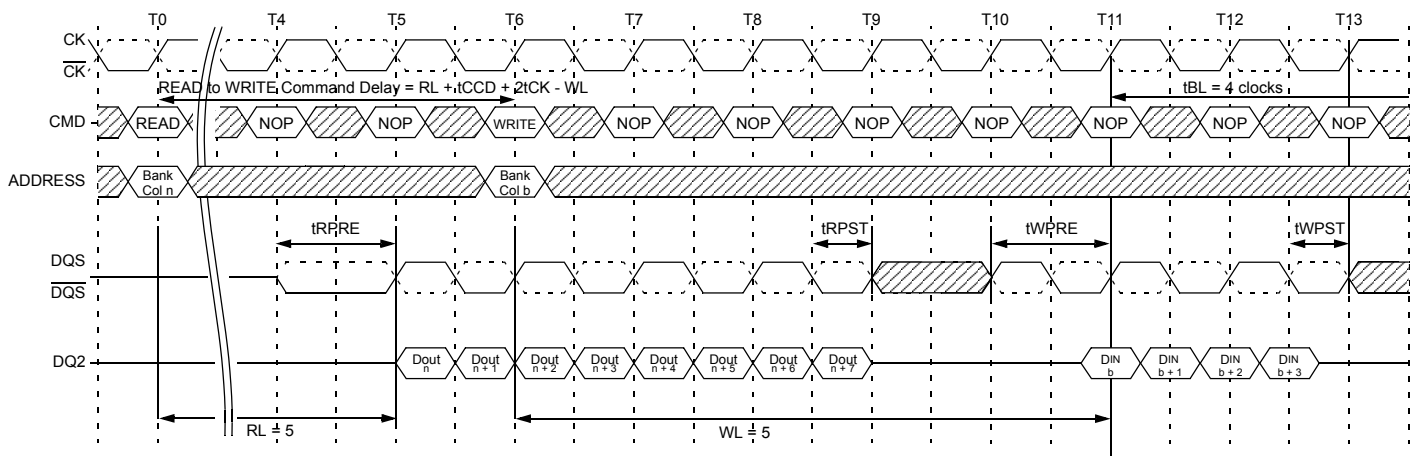 T0 T4 T5 T6 T7 T8 T9 T10 T11 T12 T13
CK
CK
READ to WRITE Command Delay = RL + tCCD + 2tCK - WL
tBL = 4 clocks
CMD READ NOP NOP WRITE NOP NOP NOP NOP NOP NOP NOP
ADDRESS
Bank
Col n
Bank
Col b
tRPRE tRPST tWPRE tWPST
DQS
DQS
DQ2
Dout
n
Dout
n + 1
Dout
n + 2
Dout
n + 3
Dout
n + 4
Dout
n + 5
Dout
n + 6
Dout
n + 7
DIN
b
DIN
b + 1
DIN
b + 2
DIN
b + 3
RL = 5 WL = 5